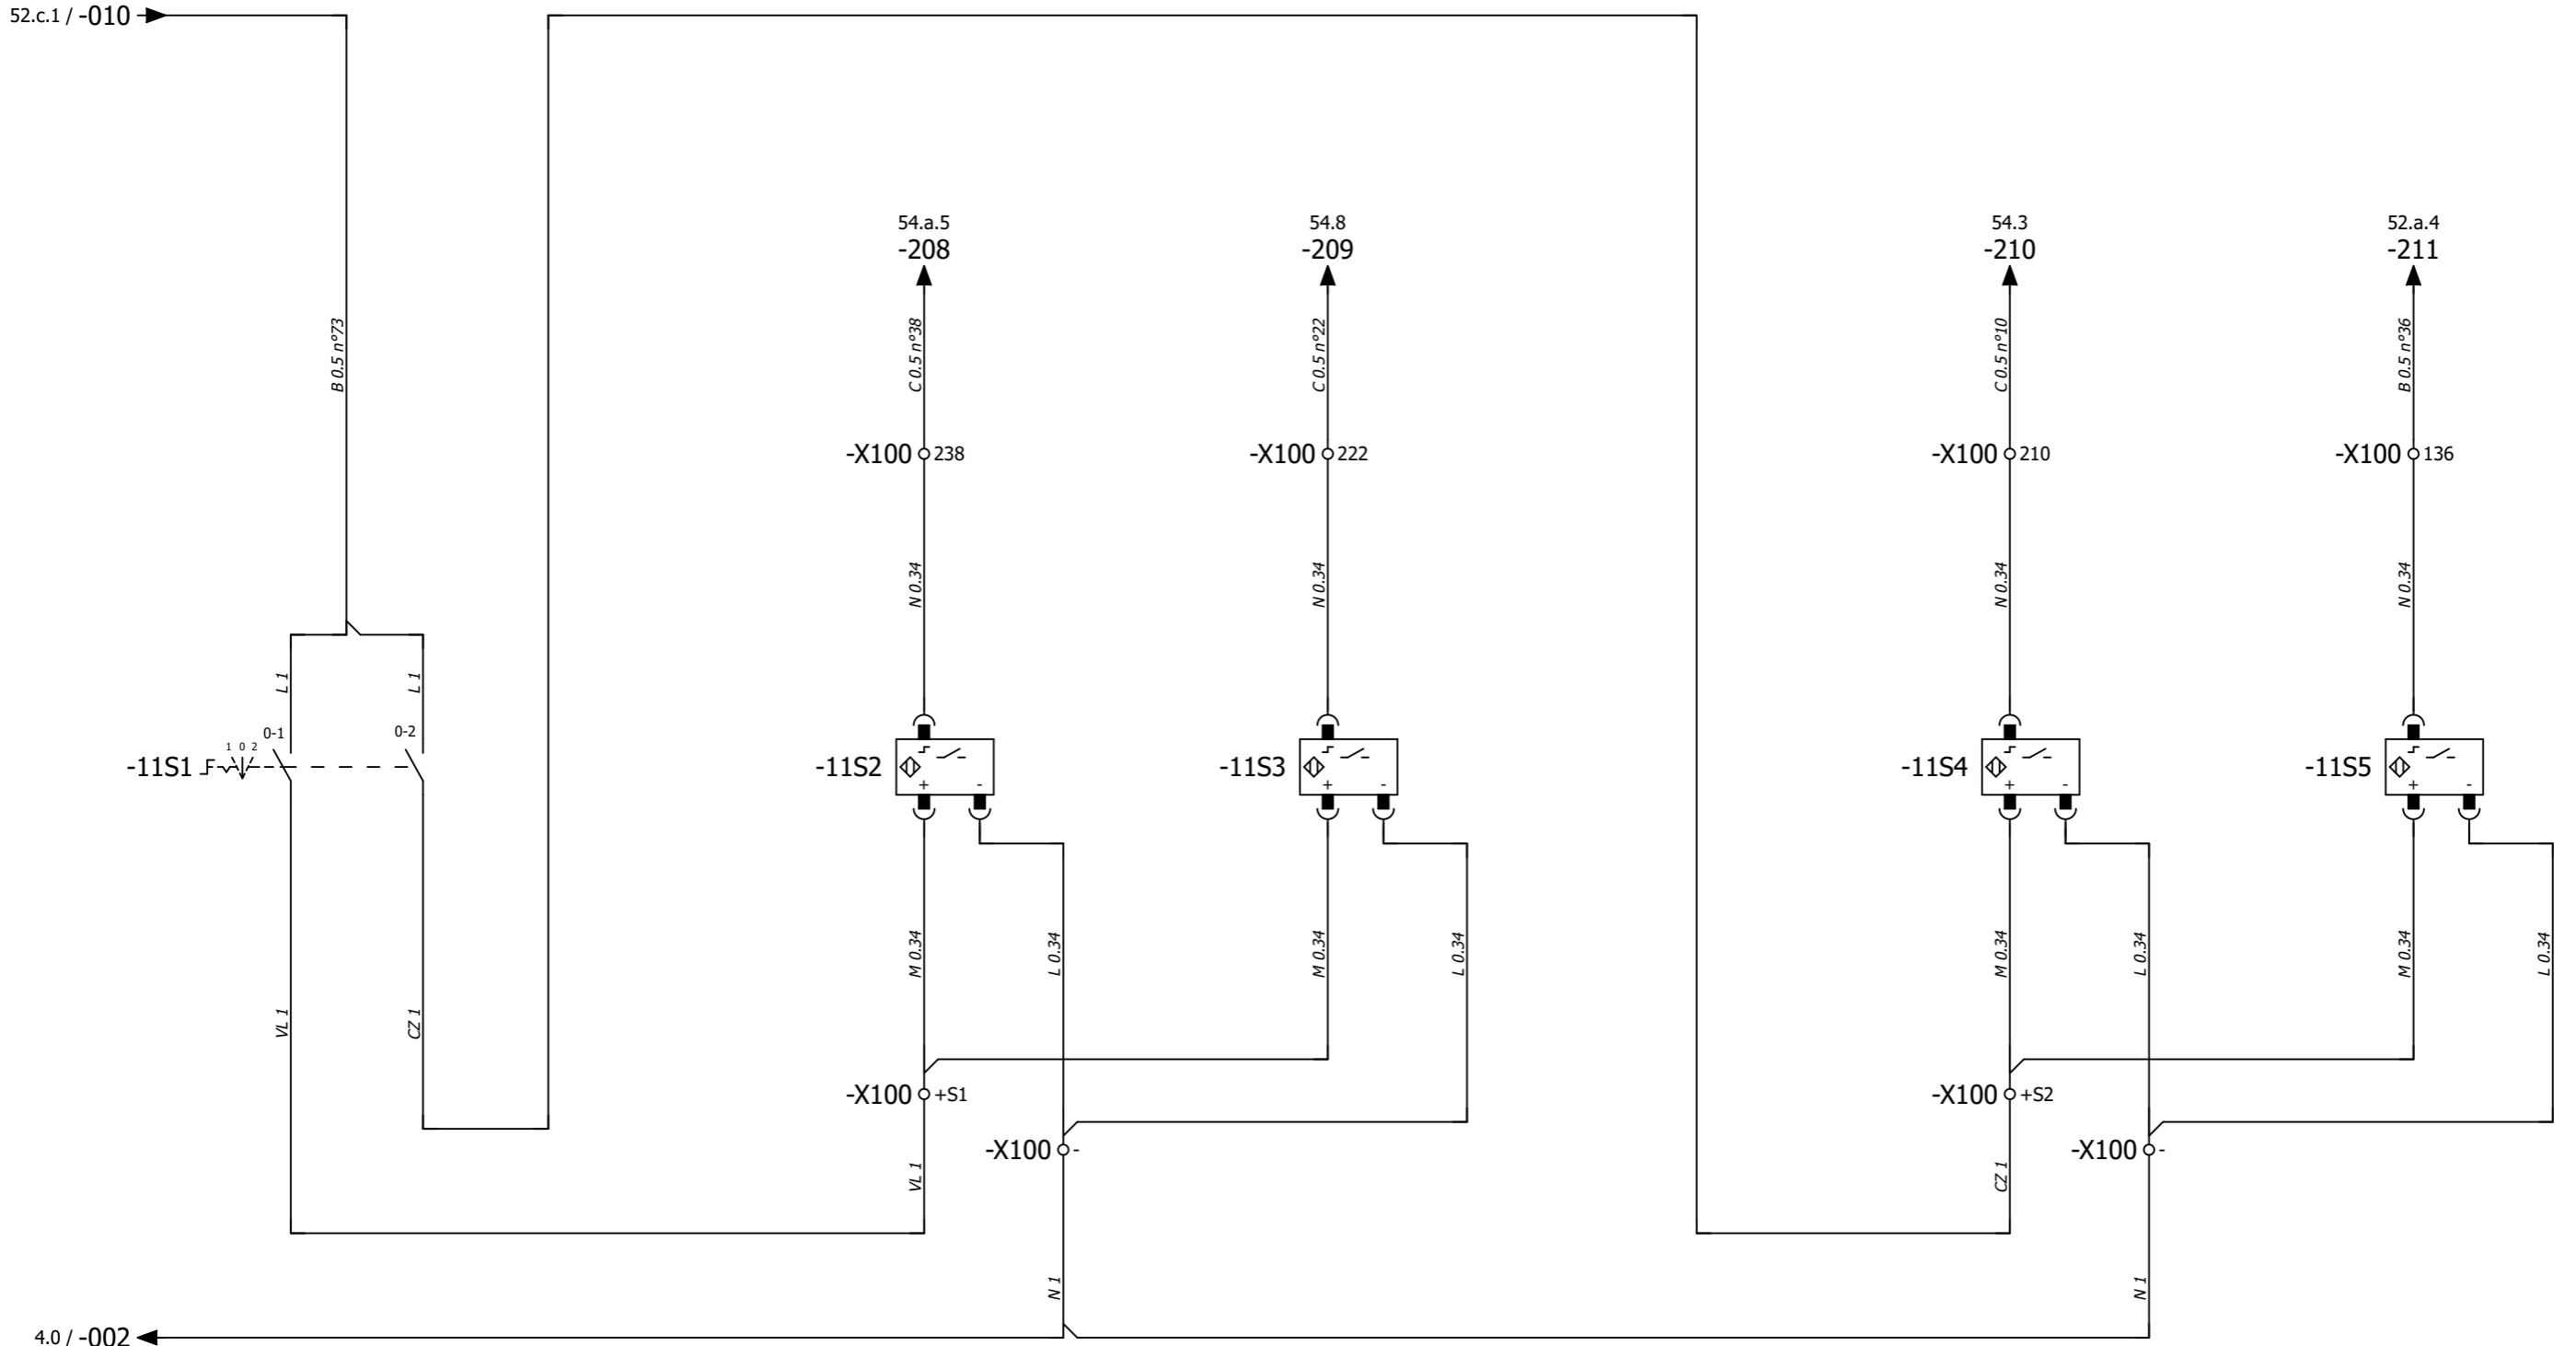 52.c.1 / -010
54.a.5
-208
54.8
-209
54.3
-210
52.a.4
-211
B 0.5 n°73
C 0.5 n°38
C 0.5 n°22
C 0.5 n°10
B 0.5 n°36
-X100 238
-X100 222
-X100 210
-X100 136
N 0.34
N 0.34
N 0.34
N 0.34
L 1
L 1
-11S1
1 0 2
0-1
0-2
-11S2
+ -
-11S3
+ -
-11S4
+ -
-11S5
+ -
M 0.34
L 0.34
M 0.34
L 0.34
M 0.34
L 0.34
M 0.34
L 0.34
VL 1
CZ 1
-X100 +S1
-X100 +S2
-X100 -
-X100 -
VL 1
CZ 1
N 1
N 1
4.0 / -002